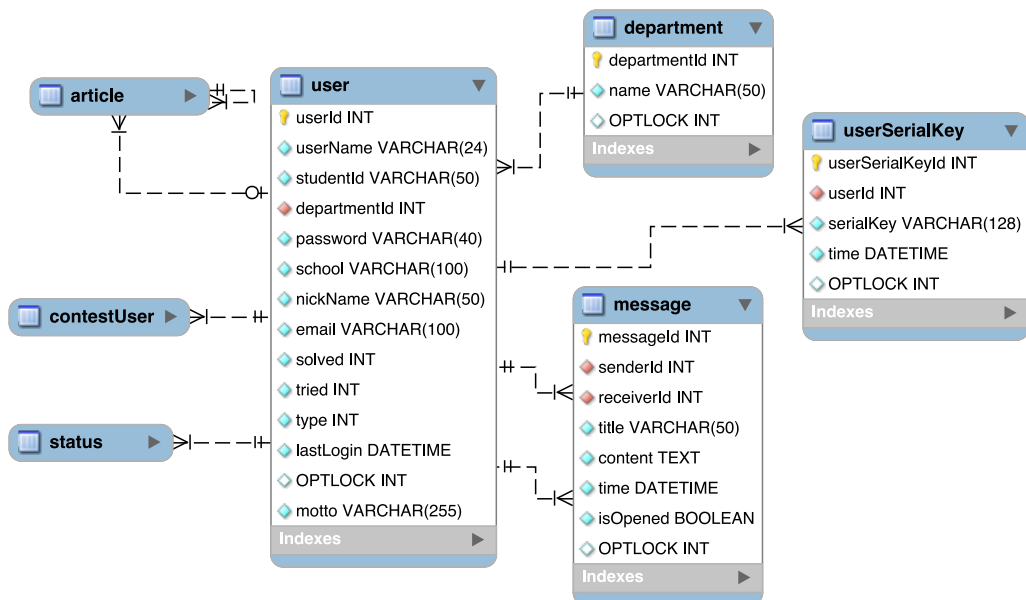 article
contestUser
status
user
userId INT
userName VARCHAR(24)
studentId VARCHAR(50)
departmentId INT
password VARCHAR(40)
school VARCHAR(100)
nickName VARCHAR(50)
email VARCHAR(100)
solved INT
tried INT
type INT
lastLogin DATETIME
OPTLOCK INT
motto VARCHAR(255)
Indexes
department
departmentId INT
name VARCHAR(50)
OPTLOCK INT
Indexes
message
messageId INT
senderId INT
receiverId INT
title VARCHAR(50)
content TEXT
time DATETIME
isOpened BOOLEAN
OPTLOCK INT
Indexes
userSerialKey
userSerialKeyId INT
userId INT
serialKey VARCHAR(128)
time DATETIME
OPTLOCK INT
Indexes